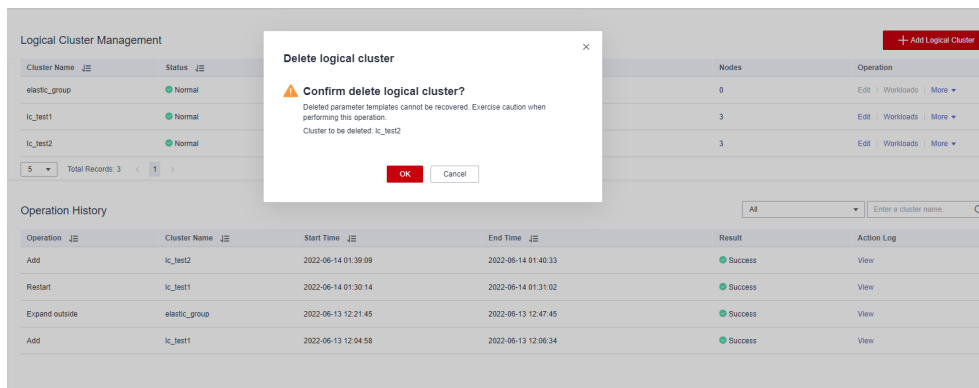 Logical Cluster Management
+ Add Logical Cluster
Cluster Name Status Nodes Operation
elastic_group Normal 0 Edit Workloads More
lc_test1 Normal 3 Edit Workloads More
lc_test2 Normal 3 Edit Workloads More
5 Total Records: 3 < 1 >
Delete logical cluster
Confirm delete logical cluster?
Deleted parameter templates cannot be recovered. Exercise caution when
performing this operation.
Cluster to be deleted: lc_test2
OK Cancel
Operation History
All Enter a cluster name.
Operation Cluster Name Start Time End Time Result Action Log
Add lc_test2 2022-06-14 01:39:09 2022-06-14 01:40:33 Success View
Restart lc_test1 2022-06-14 01:30:14 2022-06-14 01:31:02 Success View
Expand outside elastic_group 2022-06-13 12:21:45 2022-06-13 12:47:45 Success View
Add lc_test1 2022-06-13 12:04:58 2022-06-13 12:06:34 Success View